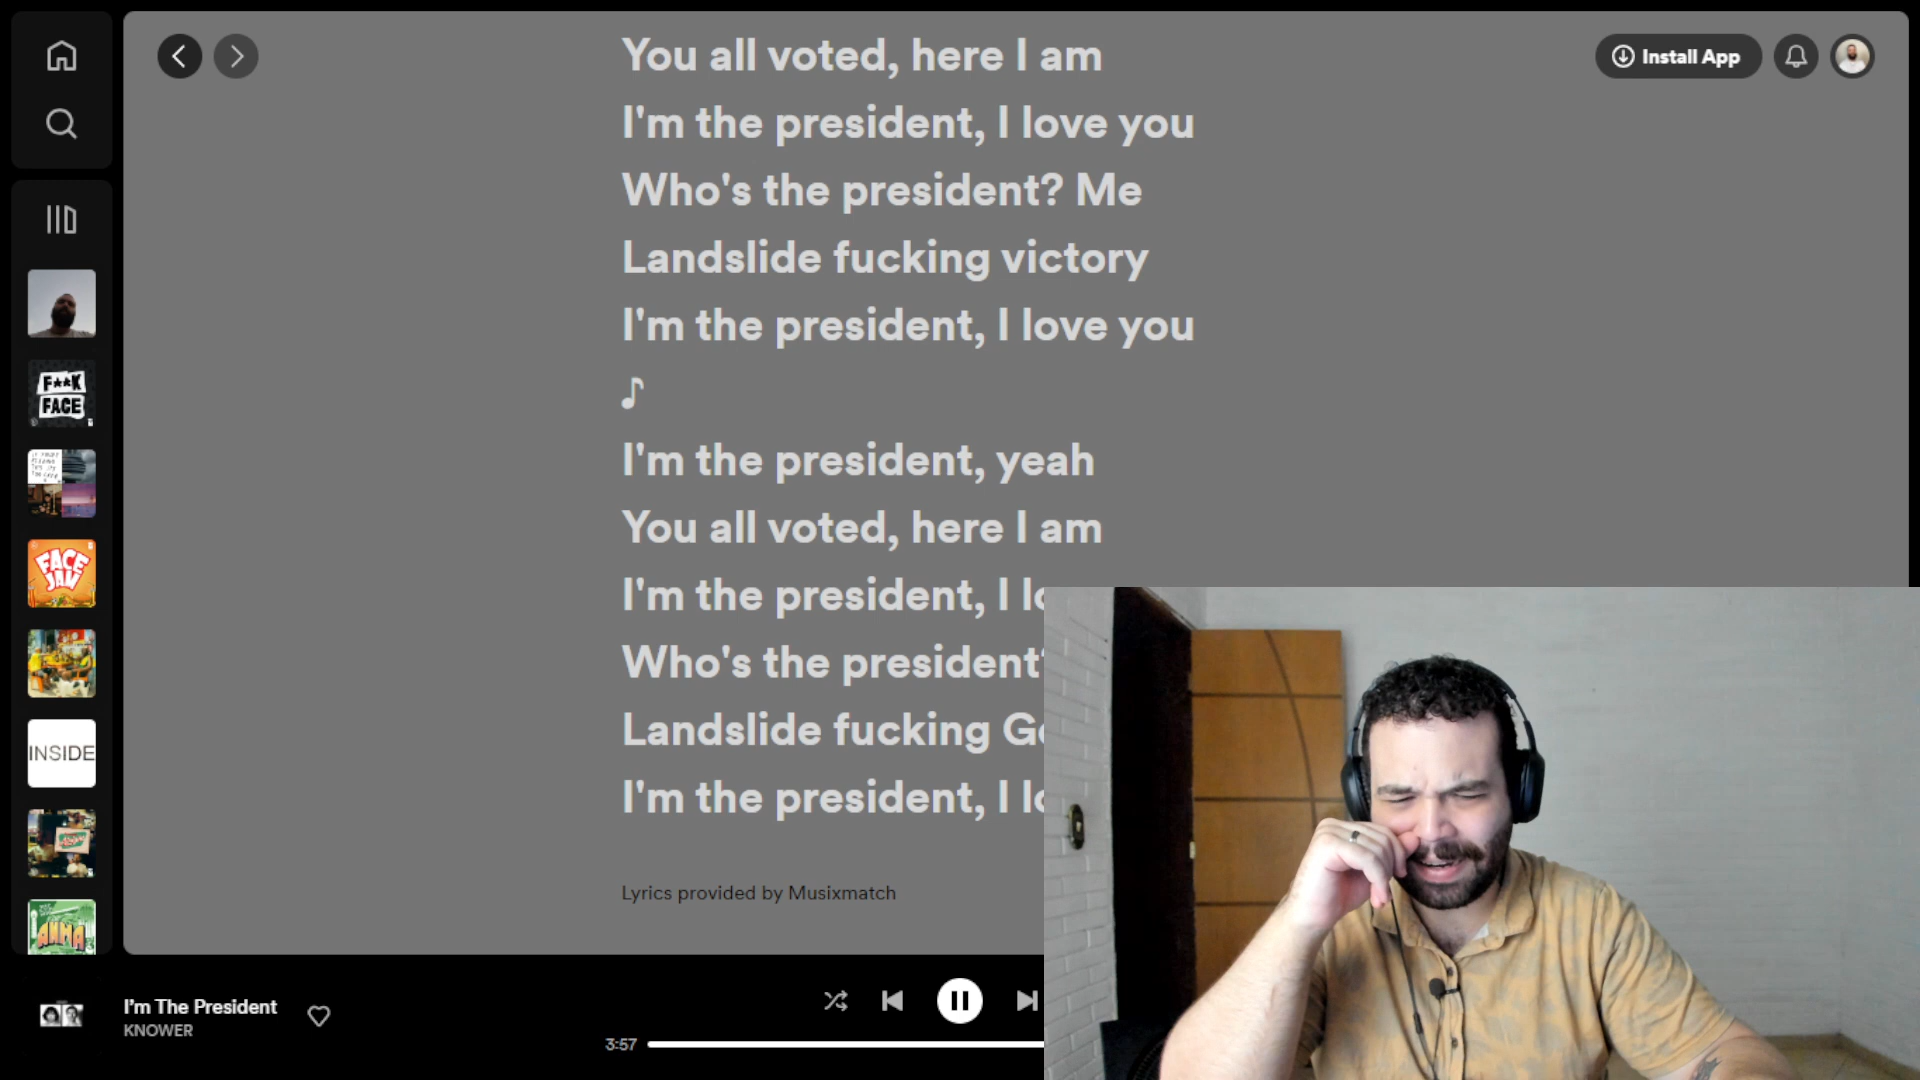 Install App
You all voted, here I am
I'm the president, I love you
Who's the president? Me
Landslide fucking victory
I'm the president, I love you
♪
I'm the president, yeah
You all voted, here I am
I'm the president, I
Who's the president?
Landslide fucking
I'm the president, I
Lyrics provided by Musixmatch
F**K
FACE
FACE
JAM
INSIDE
ANMA
I'm The President
KNOWER
3:57